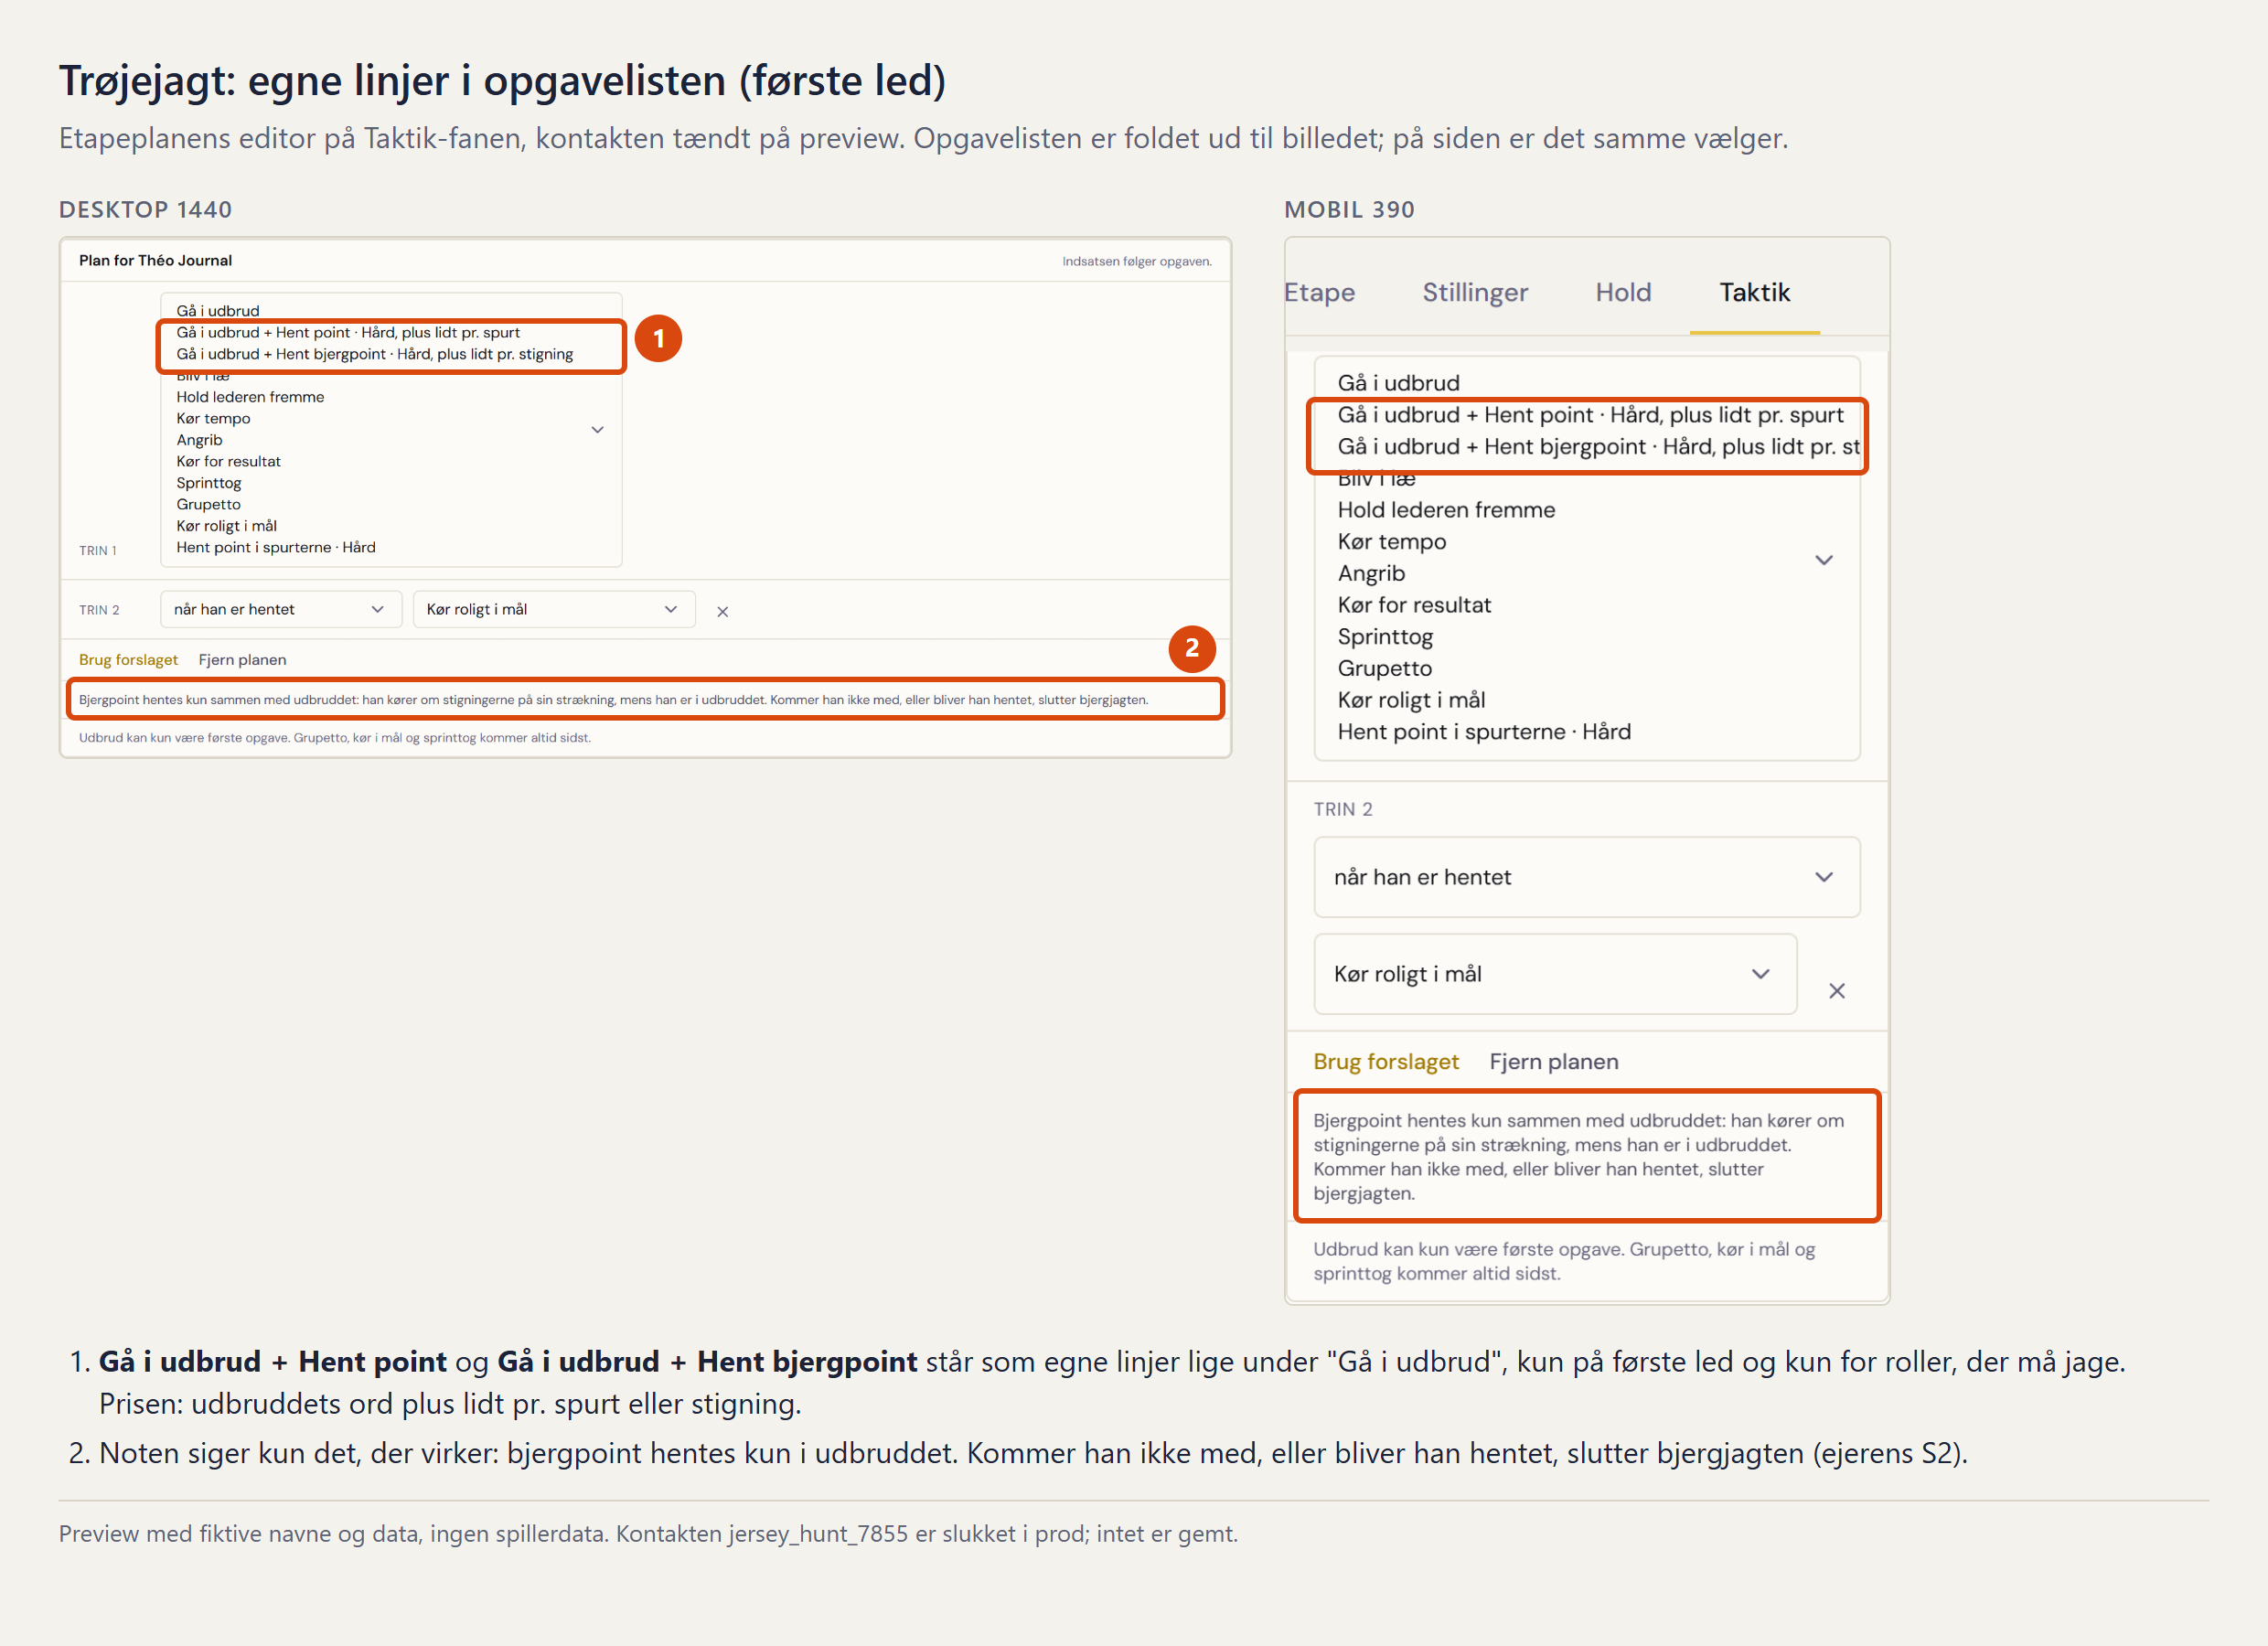 Trøjejagt: egne linjer i opgavelisten (første led)
Etapeplanens editor på Taktik-fanen, kontakten tændt på preview. Opgavelisten er foldet ud til billedet; på siden er det samme vælger.
DESKTOP 1440
Plan for Théo Journal
Indsatsen følger opgaven.
Gå i udbrud
Gå i udbrud + Hent point · Hård, plus lidt pr. spurt
Gå i udbrud + Hent bjergpoint · Hård, plus lidt pr. stigning
1
Bliv i læ
Hold lederen fremme
Kør tempo
Angrib
Kør for resultat
Sprinttog
Grupetto
Kør roligt i mål
TRIN 1
Hent point i spurterne · Hård
TRIN 2
når han er hentet
Kør roligt i mål
×
Brug forslaget
Fjern planen
2
Bjergpoint hentes kun sammen med udbruddet: han kører om stigningerne på sin strækning, mens han er i udbruddet. Kommer han ikke med, eller bliver han hentet, slutter bjergjagten.
Udbrud kan kun være første opgave. Grupetto, kør i mål og sprinttog kommer altid sidst.
MOBIL 390
Etape
Stillinger
Hold
Taktik
Gå i udbrud
Gå i udbrud + Hent point · Hård, plus lidt pr. spurt
Gå i udbrud + Hent bjergpoint · Hård, plus lidt pr. st
Bliv i læ
Hold lederen fremme
Kør tempo
Angrib
Kør for resultat
Sprinttog
Grupetto
Kør roligt i mål
Hent point i spurterne · Hård
TRIN 2
når han er hentet
Kør roligt i mål
×
Brug forslaget
Fjern planen
Bjergpoint hentes kun sammen med udbruddet: han kører om
stigningerne på sin strækning, mens han er i udbruddet.
Kommer han ikke med, eller bliver han hentet, slutter
bjergjagten.
Udbrud kan kun være første opgave. Grupetto, kør i mål og
sprinttog kommer altid sidst.
1. Gå i udbrud + Hent point og Gå i udbrud + Hent bjergpoint står som egne linjer lige under "Gå i udbrud", kun på første led og kun for roller, der må jage.
Prisen: udbruddets ord plus lidt pr. spurt eller stigning.
2. Noten siger kun det, der virker: bjergpoint hentes kun i udbruddet. Kommer han ikke med, eller bliver han hentet, slutter bjergjagten (ejerens S2).
Preview med fiktive navne og data, ingen spillerdata. Kontakten jersey_hunt_7855 er slukket i prod; intet er gemt.